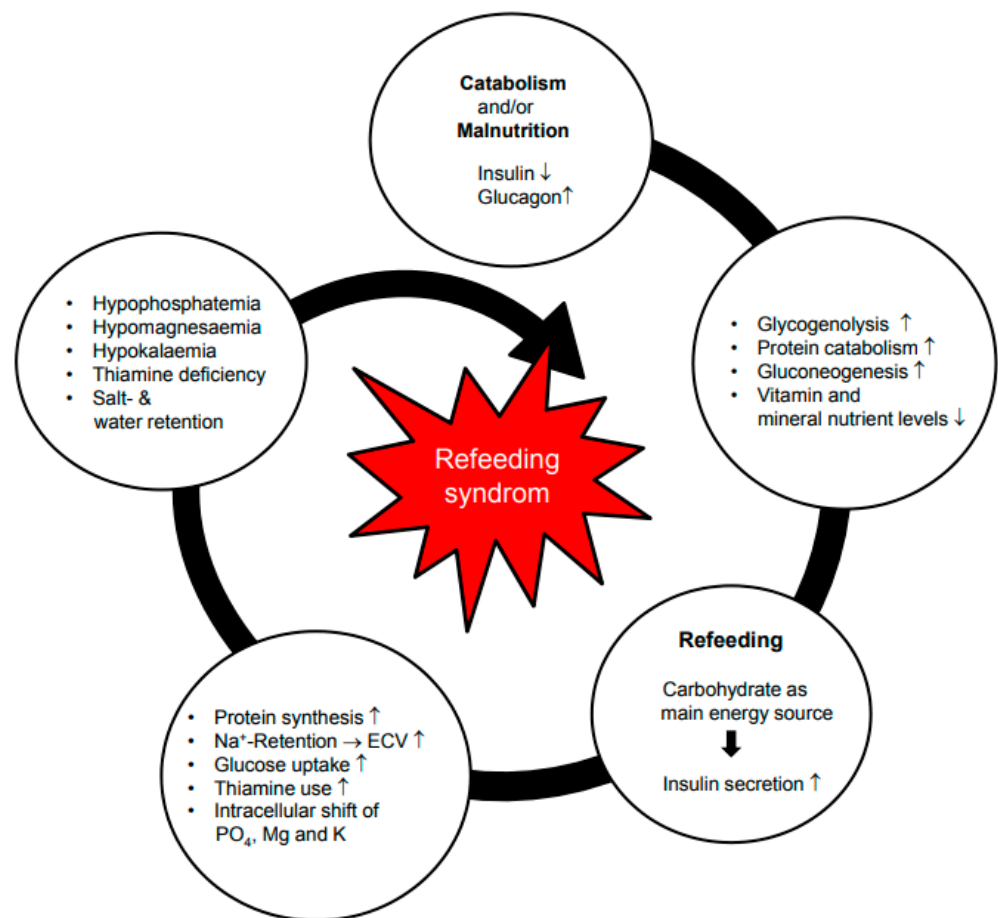 Catabolism
and/or
Malnutrition
Insulin ↓
Glucagon↑
• Glycogenolysis ↑
• Protein catabolism ↑
• Gluconeogenesis ↑
• Vitamin and
mineral nutrient levels ↓
Refeeding
Carbohydrate as
main energy source
Insulin secretion ↑
• Protein synthesis ↑
• Na⁺-Retention → ECV ↑
• Glucose uptake ↑
• Thiamine use ↑
• Intracellular shift of
PO₄, Mg and K
• Hypophosphatemia
• Hypomagnesaemia
• Hypokalaemia
• Thiamine deficiency
• Salt- &
water retention
Refeeding
syndrom